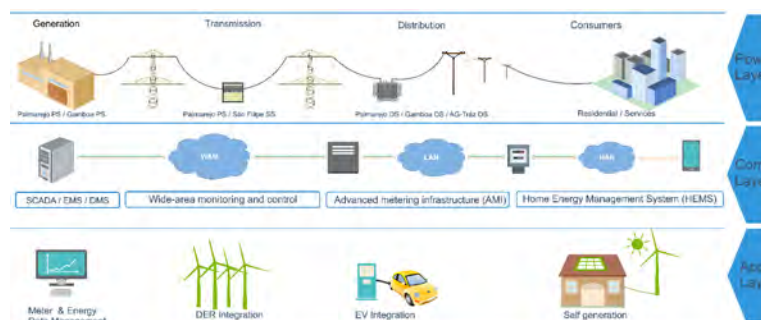 Generation Transmission Distribution Consumers
Palmarejo PS / Gamboa PS Palmarejo PS / San Filipe SS Palmarejo DS / Gamboa DS / AG-Tulz DS Residential / Services
WAN LAN HAN
SCADA / EMS / DMS Wide-area monitoring and control Advanced metering infrastructure (AMI) Home Energy Management System (HEMS)
Meter & Energy DER Integration EV Integration Self generation